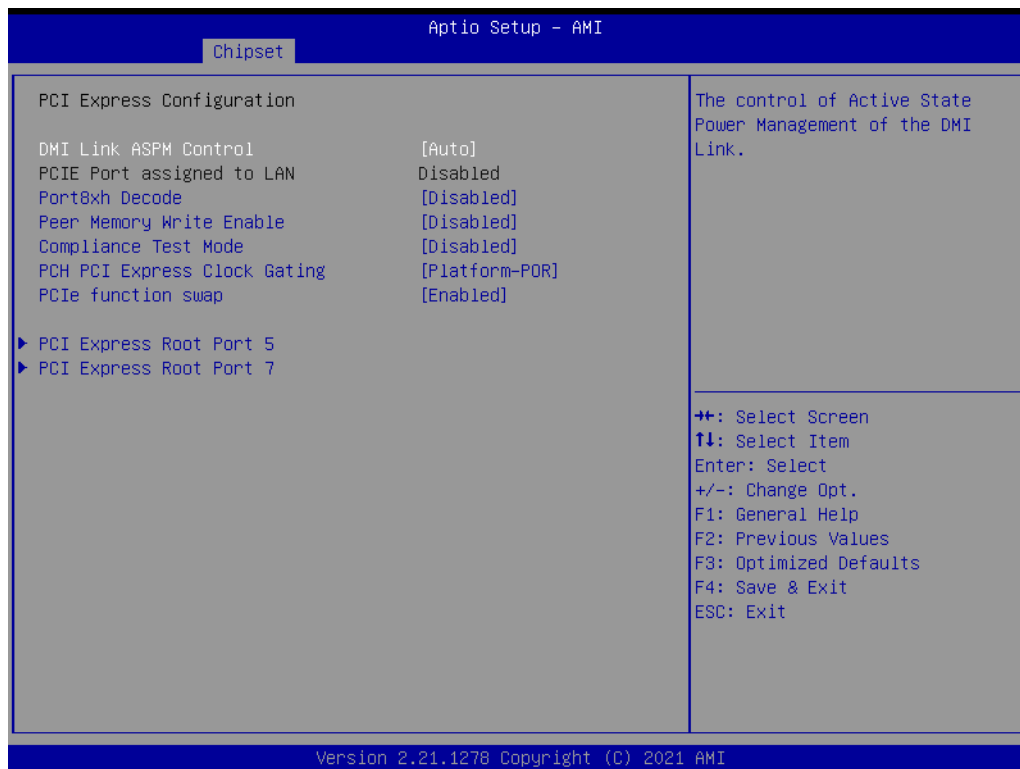 Aptio Setup – AMI
Chipset
PCI Express Configuration
DMI Link ASPM Control [Auto]
PCIE Port assigned to LAN Disabled
Port8xh Decode [Disabled]
Peer Memory Write Enable [Disabled]
Compliance Test Mode [Disabled]
PCH PCI Express Clock Gating [Platform-POR]
PCIe function swap [Enabled]
▶ PCI Express Root Port 5
▶ PCI Express Root Port 7
The control of Active State
Power Management of the DMI
Link.
→←: Select Screen
↑↓: Select Item
Enter: Select
+/-: Change Opt.
F1: General Help
F2: Previous Values
F3: Optimized Defaults
F4: Save & Exit
ESC: Exit
Version 2.21.1278 Copyright (C) 2021 AMI